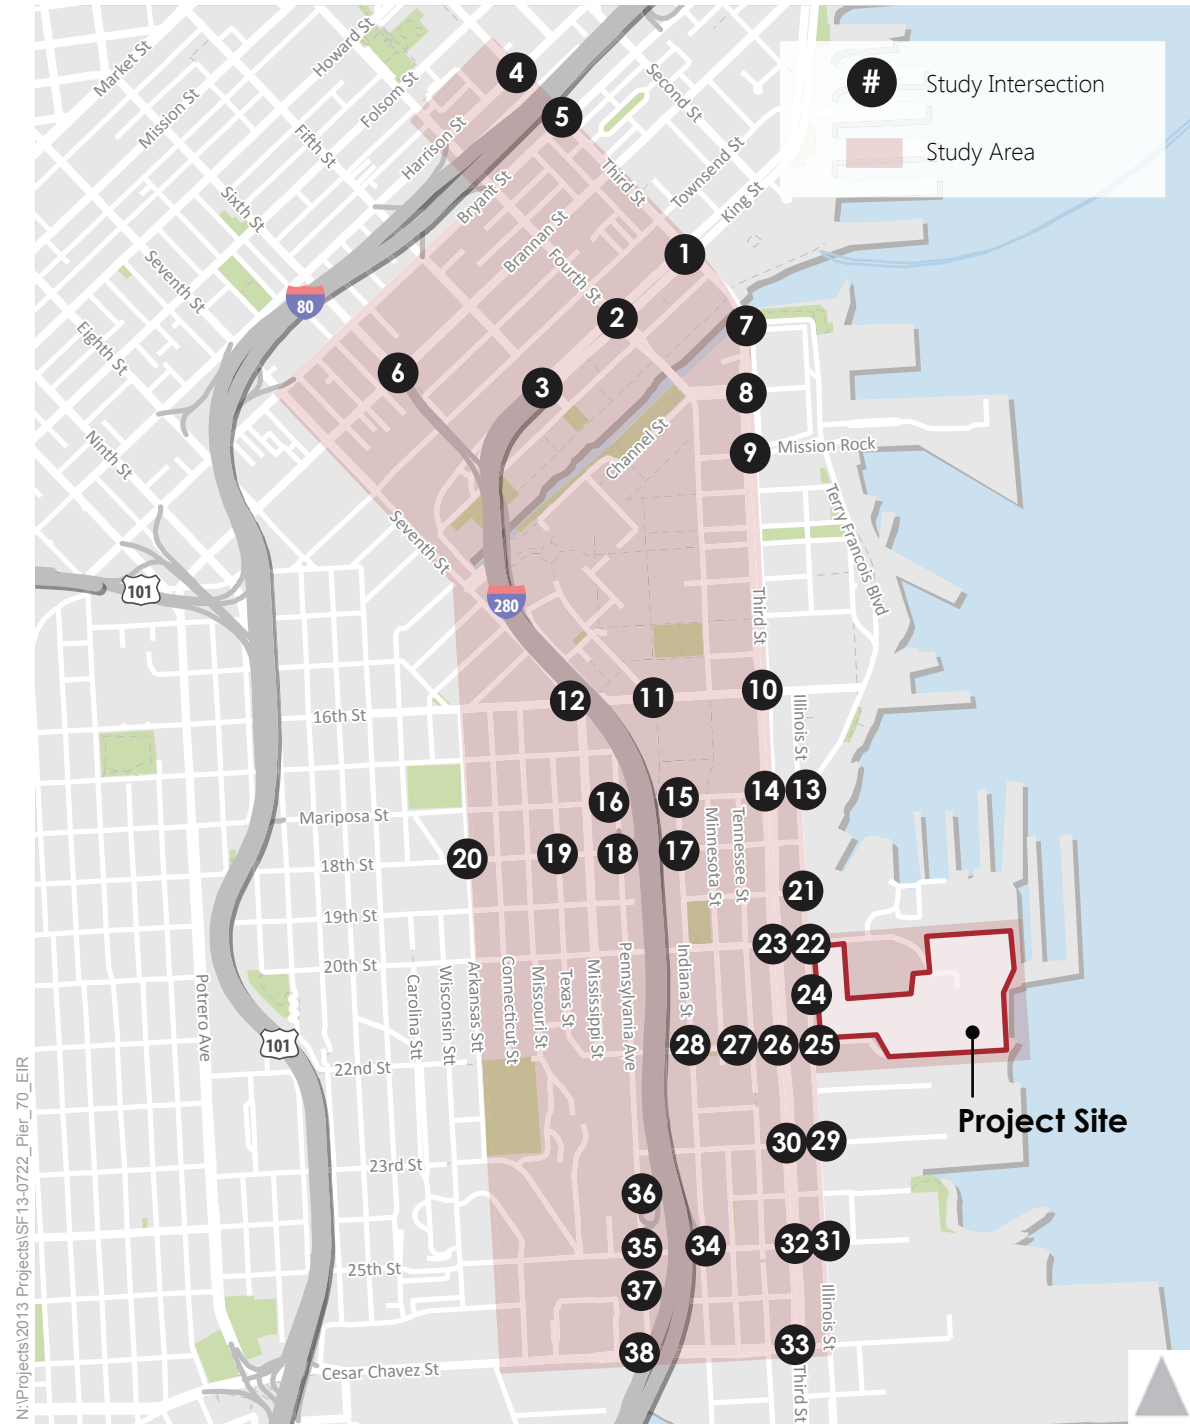 Market St
Howard St
Mission St
Folsom St
Fifth St
Harrison St
Sixth St
Bryant St
Seventh St
Eighth St
Ninth St
Second St
Third St
Townsend St
King St
Brannan St
Fourth St
# Study Intersection
Study Area
4
5
1
2
7
80
6
3
8
9
Mission Rock
Channel St
Terry Francois Blvd
Seventh St
101
280
Third St
12
11
10
16th St
Illinois St
16
15
14
13
Mariposa St
Minnesota St
Tennessee St
20
19
18
17
18th St
21
19th St
23
22
20th St
24
Potrero Ave
Carolina Stt
Wisconsin Stt
Arkansas Stt
Connecticut St
Missouri St
Texas St
Mississippi St
Pennsylvania Ave
Indiana St
28
27
26
25
101
22nd St
Project Site
30
29
23rd St
36
35
34
32
31
25th St
37
Illinois St
38
33
Cesar Chavez St
Third St
N:\Projects\2013 Projects\SF13-0722_Pier_70_EIR